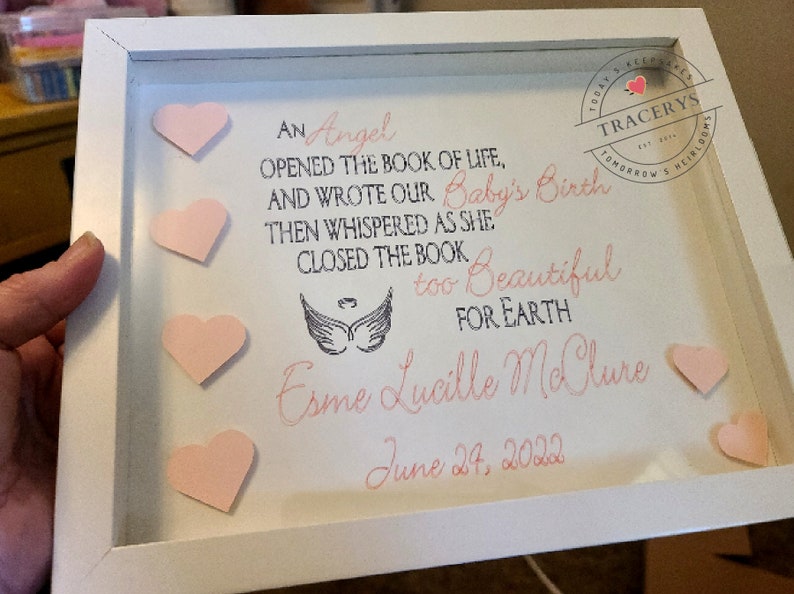 An Angel
opened the book of life,
and wrote our Baby's Birth
then whispered as she
closed the book
too Beautiful
for Earth
Esme Lucille McClure
June 24, 2022
TODAY'S KEEPSAKES
TRACERYS
EST. 2014
TOMORROW'S HEIRLOOMS